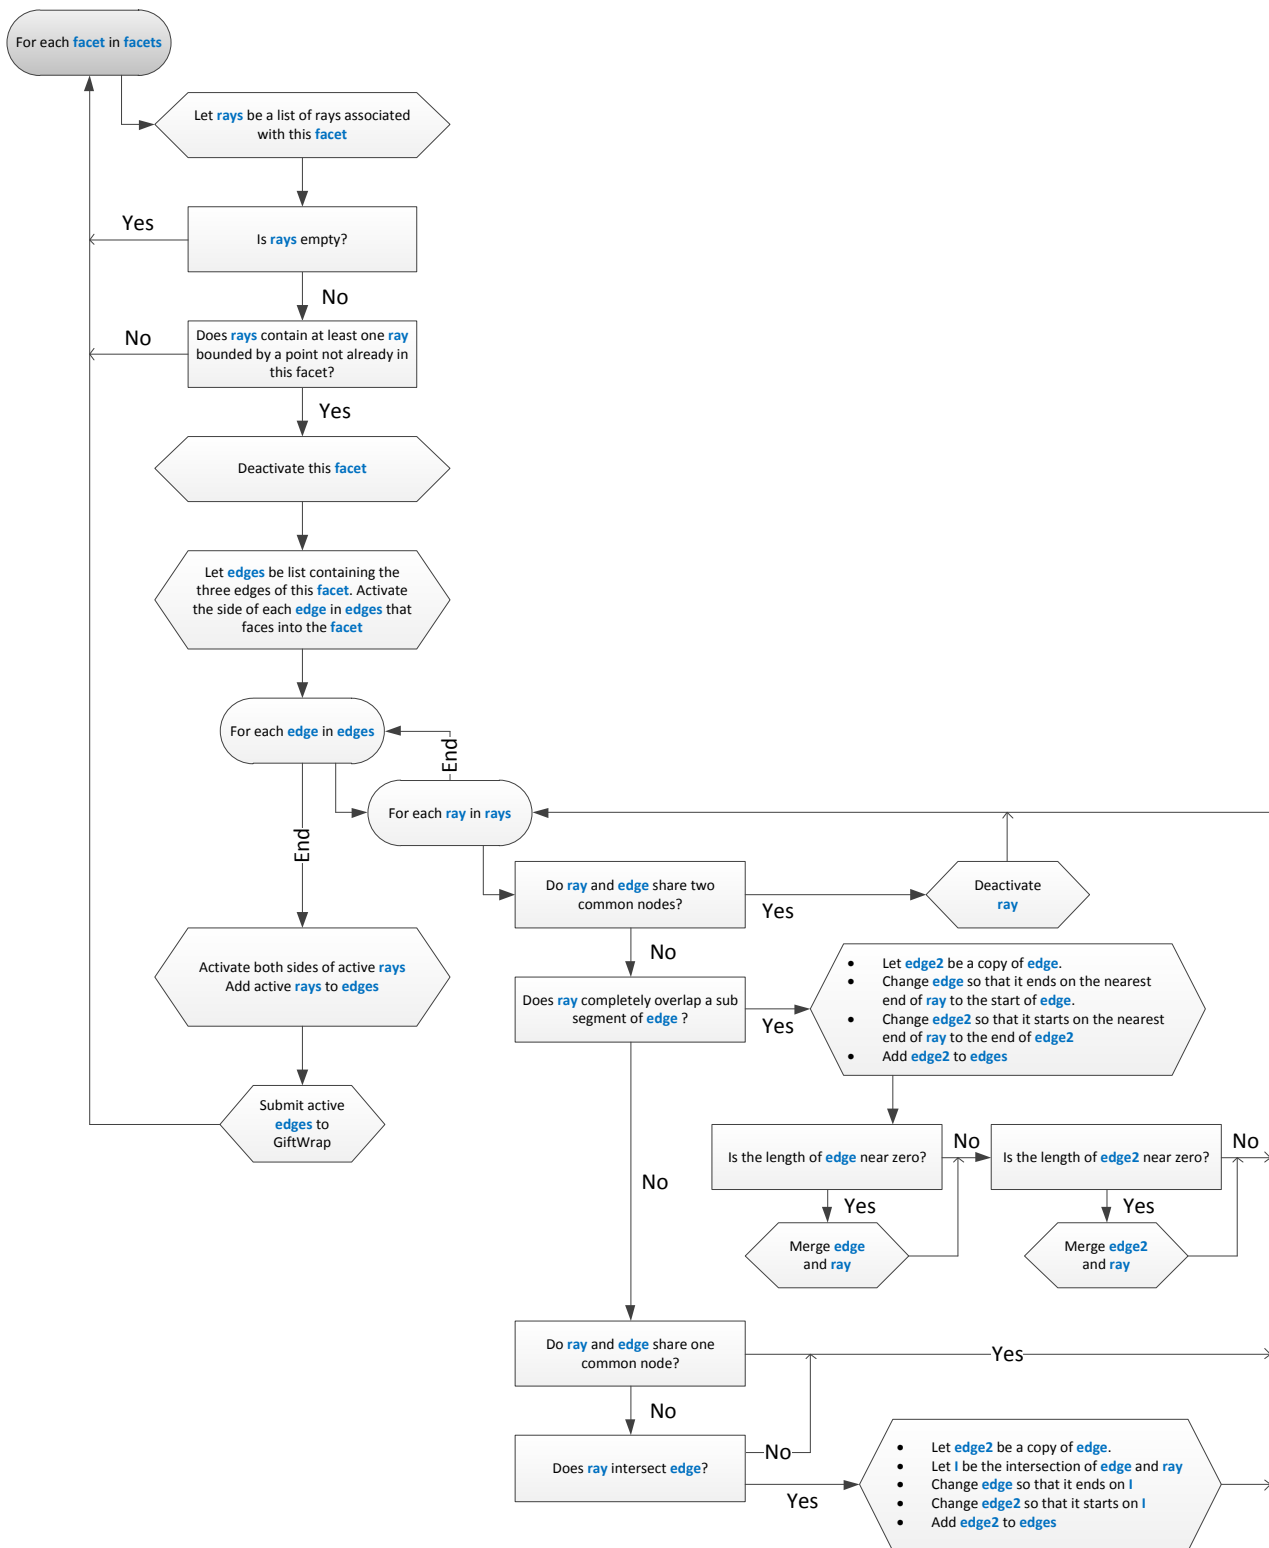 For each facet in facets
Let rays be a list of rays associated
with this facet
Yes
Is rays empty?
No
No
Does rays contain at least one ray
bounded by a point not already in
this facet?
Yes
Deactivate this facet
Let edges be list containing the
three edges of this facet. Activate
the side of each edge in edges that
faces into the facet
For each edge in edges
End
For each ray in rays
End
Do ray and edge share two
common nodes?
Yes
Deactivate
ray
No
Activate both sides of active rays
Add active rays to edges
Does ray completely overlap a sub
segment of edge ?
Yes
• Let edge2 be a copy of edge.
• Change edge so that it ends on the nearest
end of ray to the start of edge.
• Change edge2 so that it starts on the nearest
end of ray to the end of edge2
• Add edge2 to edges
Submit active
edges to
GiftWrap
Is the length of edge near zero?
No
Is the length of edge2 near zero?
No
No
Yes
Yes
Merge edge
and ray
Merge edge2
and ray
Do ray and edge share one
common node?
Yes
No
Does ray intersect edge?
No
Yes
• Let edge2 be a copy of edge.
• Let I be the intersection of edge and ray
• Change edge so that it ends on I
• Change edge2 so that it starts on I
• Add edge2 to edges